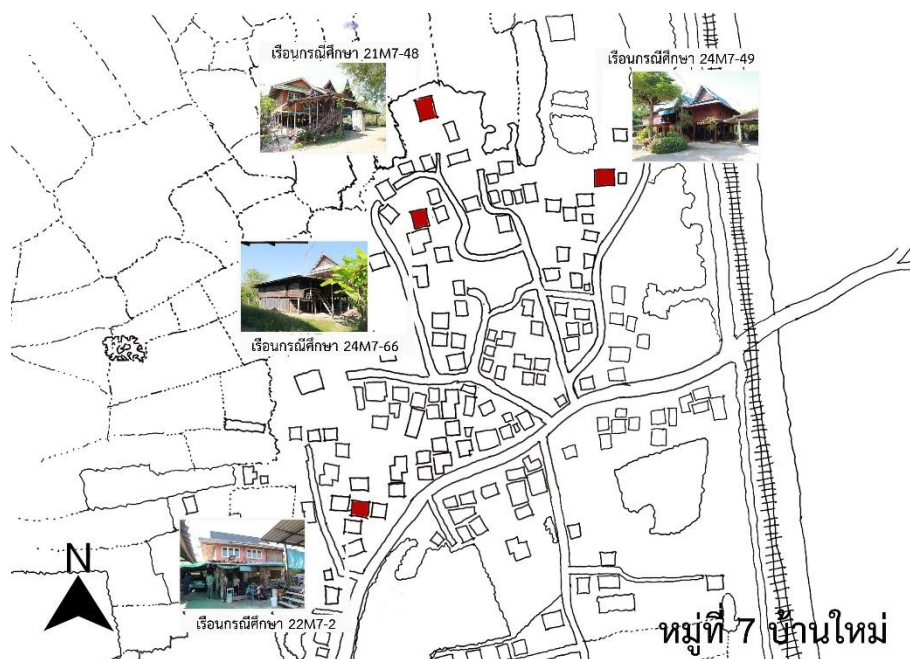 เรือนกรณีศึกษา 21M7-48
เรือนกรณีศึกษา 24M7-49
เรือนกรณีศึกษา 24M7-66
เรือนกรณีศึกษา 22M7-2
N
หมู่ที่ 7 บ้านใหม่